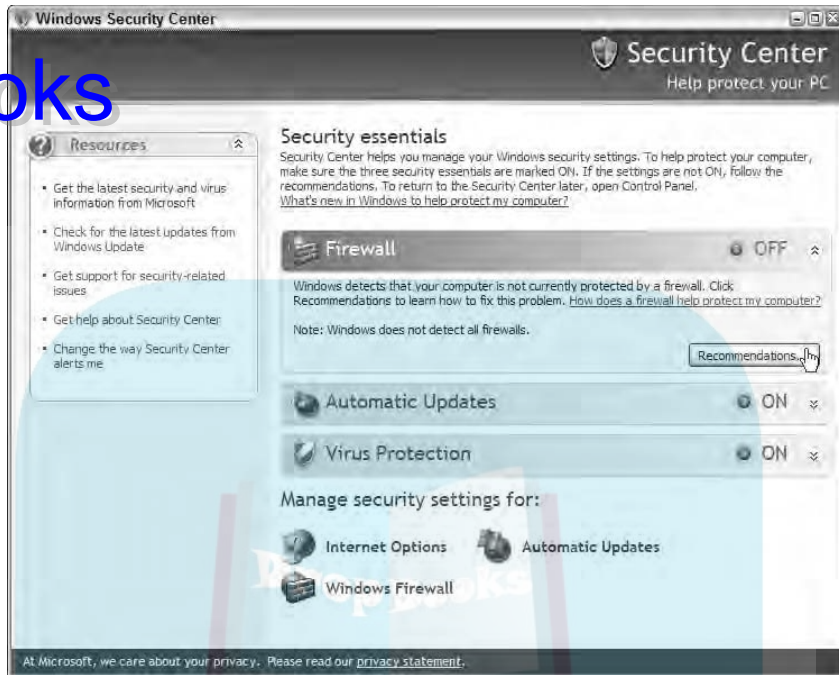 Windows Security Center
Security Center
Help protect your PC
oks
Resources
Get the latest security and virus
information from Microsoft
Check for the latest updates from
Windows Update
Get support for security-related
issues
Get help about Security Center
Change the way Security Center
alerts me
Security essentials
Security Center helps you manage your Windows security settings. To help protect your computer,
make sure the three security essentials are marked ON. If the settings are not ON, follow the
recommendations. To return to the Security Center later, open Control Panel.
What's new in Windows to help protect my computer?
Firewall OFF
Windows detects that your computer is not currently protected by a firewall. Click
Recommendations to learn how to fix this problem. How does a firewall help protect my computer?
Note: Windows does not detect all firewalls.
Recommendations...
Automatic Updates ON
Virus Protection ON
Manage security settings for:
Internet Options Automatic Updates
Windows Firewall
Drop Books
At Microsoft, we care about your privacy. Please read our privacy statement.